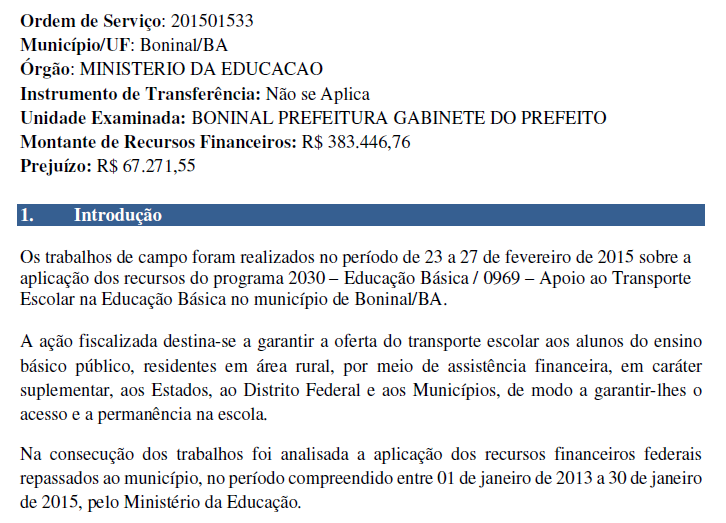 Ordem de Serviço: 201501533
Município/UF: Boninal/BA
Órgão: MINISTERIO DA EDUCACAO
Instrumento de Transferência: Não se Aplica
Unidade Examinada: BONINAL PREFEITURA GABINETE DO PREFEITO
Montante de Recursos Financeiros: R$ 383.446,76
Prejuízo: R$ 67.271,55
1. Introdução
Os trabalhos de campo foram realizados no período de 23 a 27 de fevereiro de 2015 sobre a
aplicação dos recursos do programa 2030 – Educação Básica / 0969 – Apoio ao Transporte
Escolar na Educação Básica no município de Boninal/BA.
A ação fiscalizada destina-se a garantir a oferta do transporte escolar aos alunos do ensino
básico público, residentes em área rural, por meio de assistência financeira, em caráter
suplementar, aos Estados, ao Distrito Federal e aos Municípios, de modo a garantir-lhes o
acesso e a permanência na escola.
Na consecução dos trabalhos foi analisada a aplicação dos recursos financeiros federais
repassados ao município, no período compreendido entre 01 de janeiro de 2013 a 30 de janeiro
de 2015, pelo Ministério da Educação.